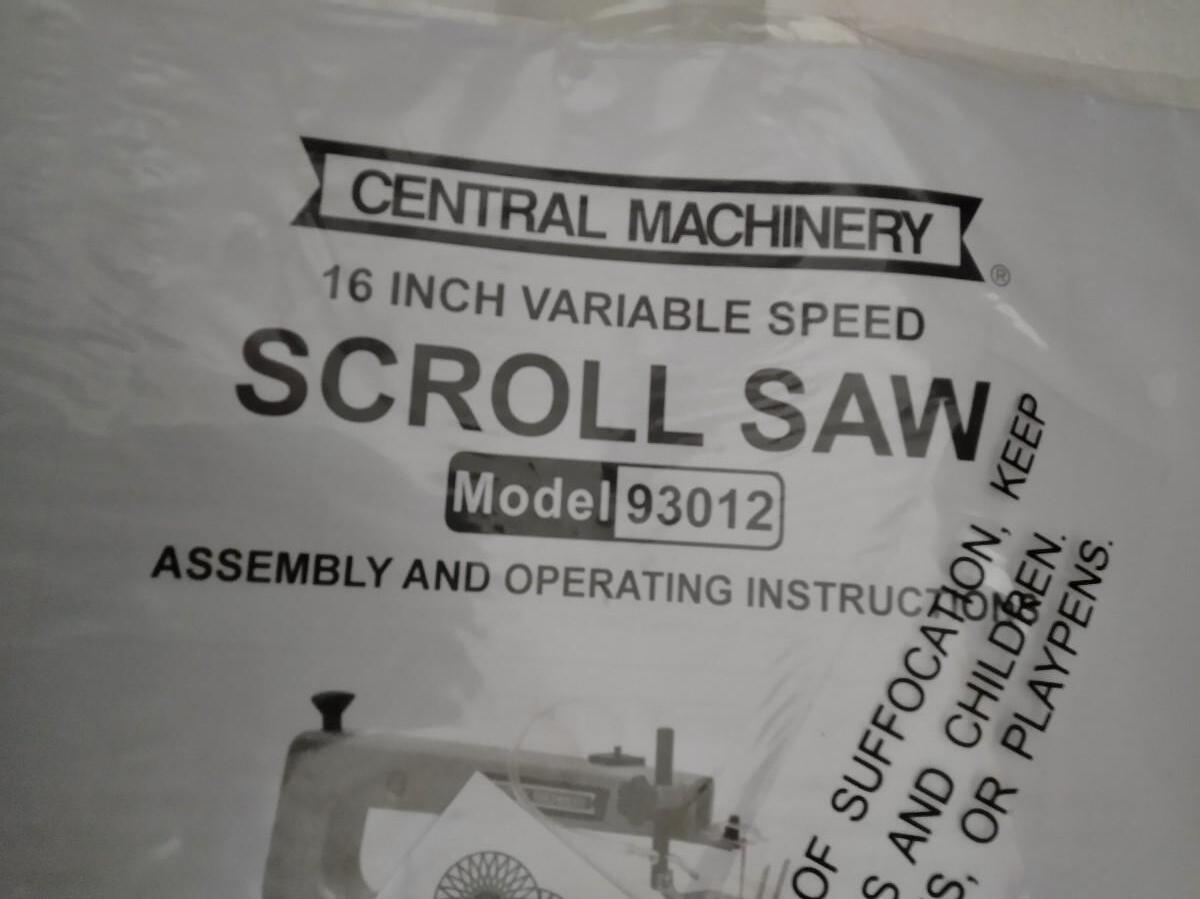 CENTRAL MACHINERY
®
16 INCH VARIABLE SPEED
SCROLL SAW
Model 93012
ASSEMBLY AND OPERATING INSTRUCTIONS
OF SUFFOCATION, KEEP
S AND CHILDREN.
S, OR PLAYPENS.